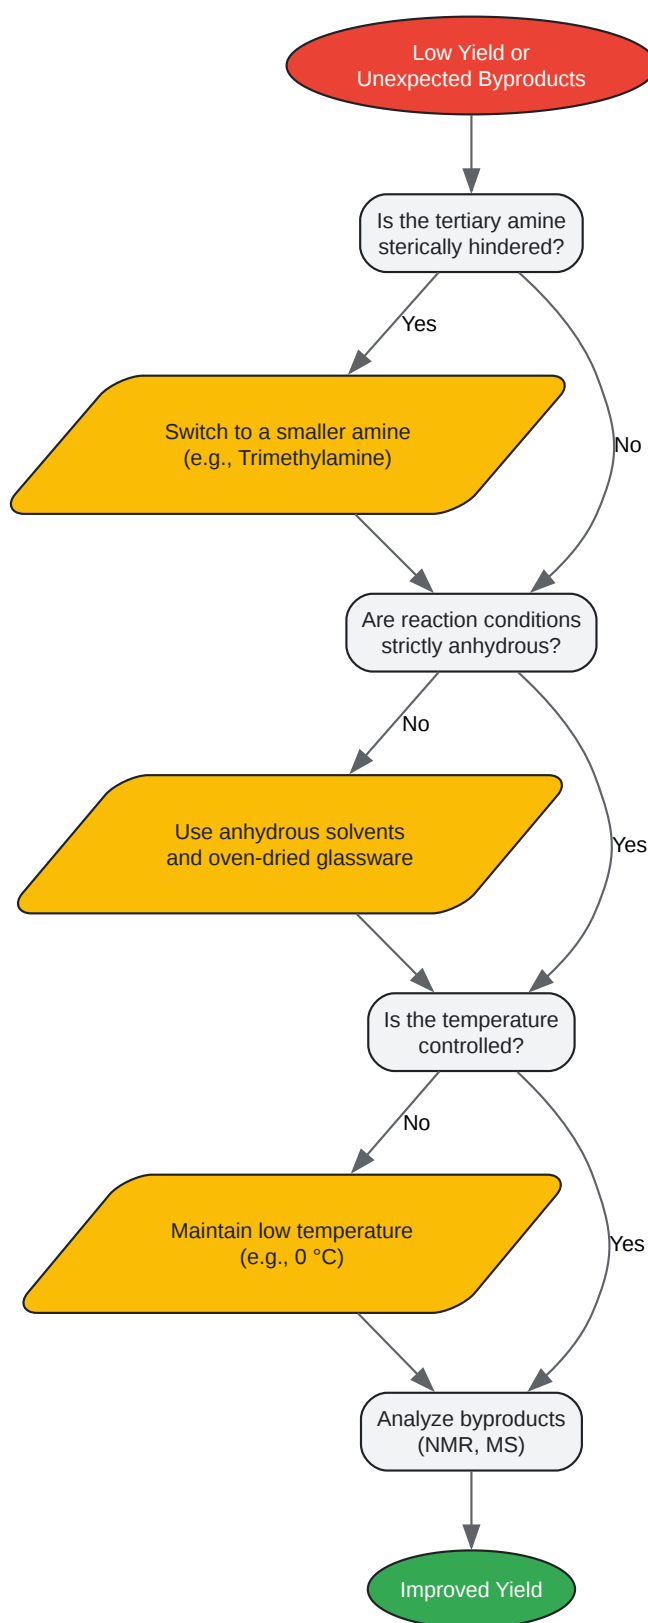 Low Yield or
Unexpected Byproducts
Is the tertiary amine
sterically hindered?
Yes
Switch to a smaller amine
(e.g., Trimethylamine)
No
Are reaction conditions
strictly anhydrous?
No
Use anhydrous solvents
and oven-dried glassware
Yes
Is the temperature
controlled?
No
Maintain low temperature
(e.g., 0 °C)
Yes
Analyze byproducts
(NMR, MS)
Improved Yield